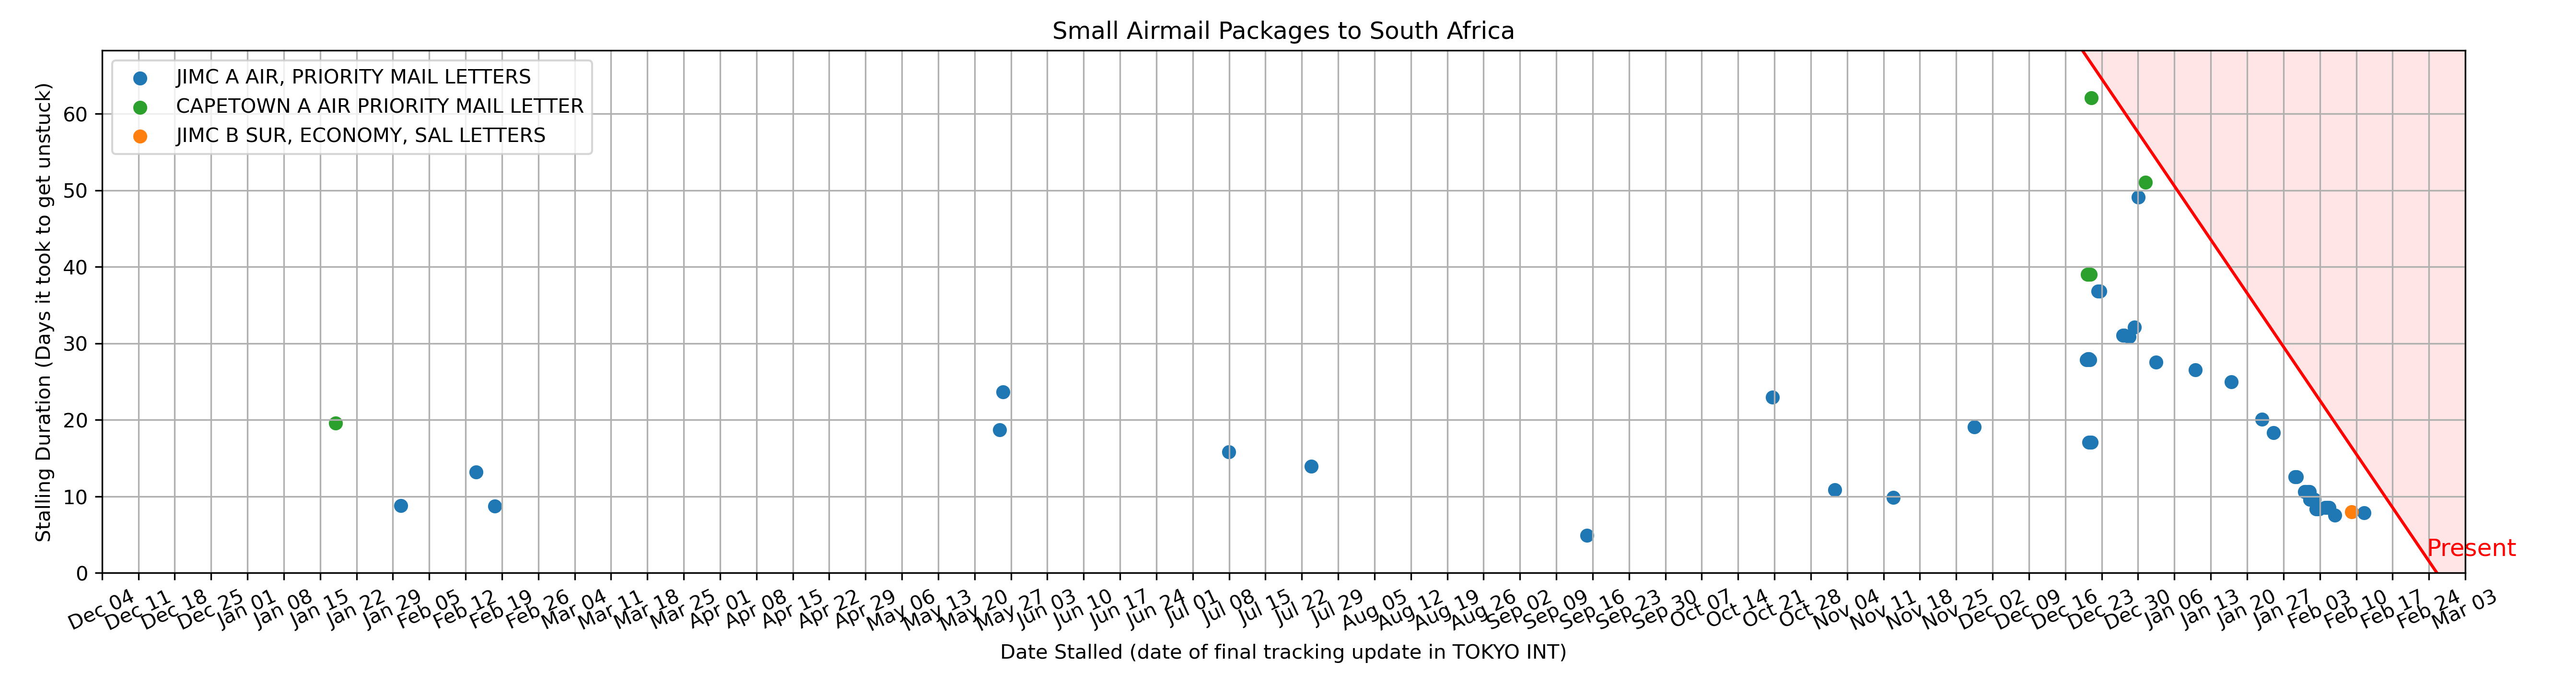 Small Airmail Packages to South Africa
JIMC A AIR, PRIORITY MAIL LETTERS
CAPETOWN A AIR PRIORITY MAIL LETTER
JIMC B SUR, ECONOMY, SAL LETTERS
Stalling Duration (Days it took to get unstuck)
60
50
40
30
20
10
0
Present
Dec 04
Dec 11
Dec 18
Dec 25
Jan 01
Jan 08
Jan 15
Jan 22
Jan 29
Feb 05
Feb 12
Feb 19
Feb 26
Mar 04
Mar 11
Mar 18
Mar 25
Apr 01
Apr 08
Apr 15
Apr 22
Apr 29
May 06
May 13
May 20
May 27
Jun 03
Jun 10
Jun 17
Jun 24
Jul 01
Jul 08
Jul 15
Jul 22
Jul 29
Aug 05
Aug 12
Aug 19
Aug 26
Sep 02
Sep 09
Sep 16
Sep 23
Sep 30
Oct 07
Oct 14
Oct 21
Oct 28
Nov 04
Nov 11
Nov 18
Nov 25
Dec 02
Dec 09
Dec 16
Dec 23
Dec 30
Jan 06
Jan 13
Jan 20
Jan 27
Feb 03
Feb 10
Feb 17
Feb 24
Mar 03
Date Stalled (date of final tracking update in TOKYO INT)